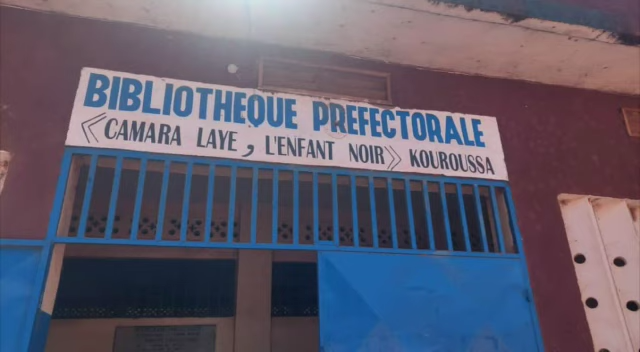 BIBLIOTHEQUE PREFECTORALE
«CAMARA LAYE, L'ENFANT NOIR» KOUROUSSA